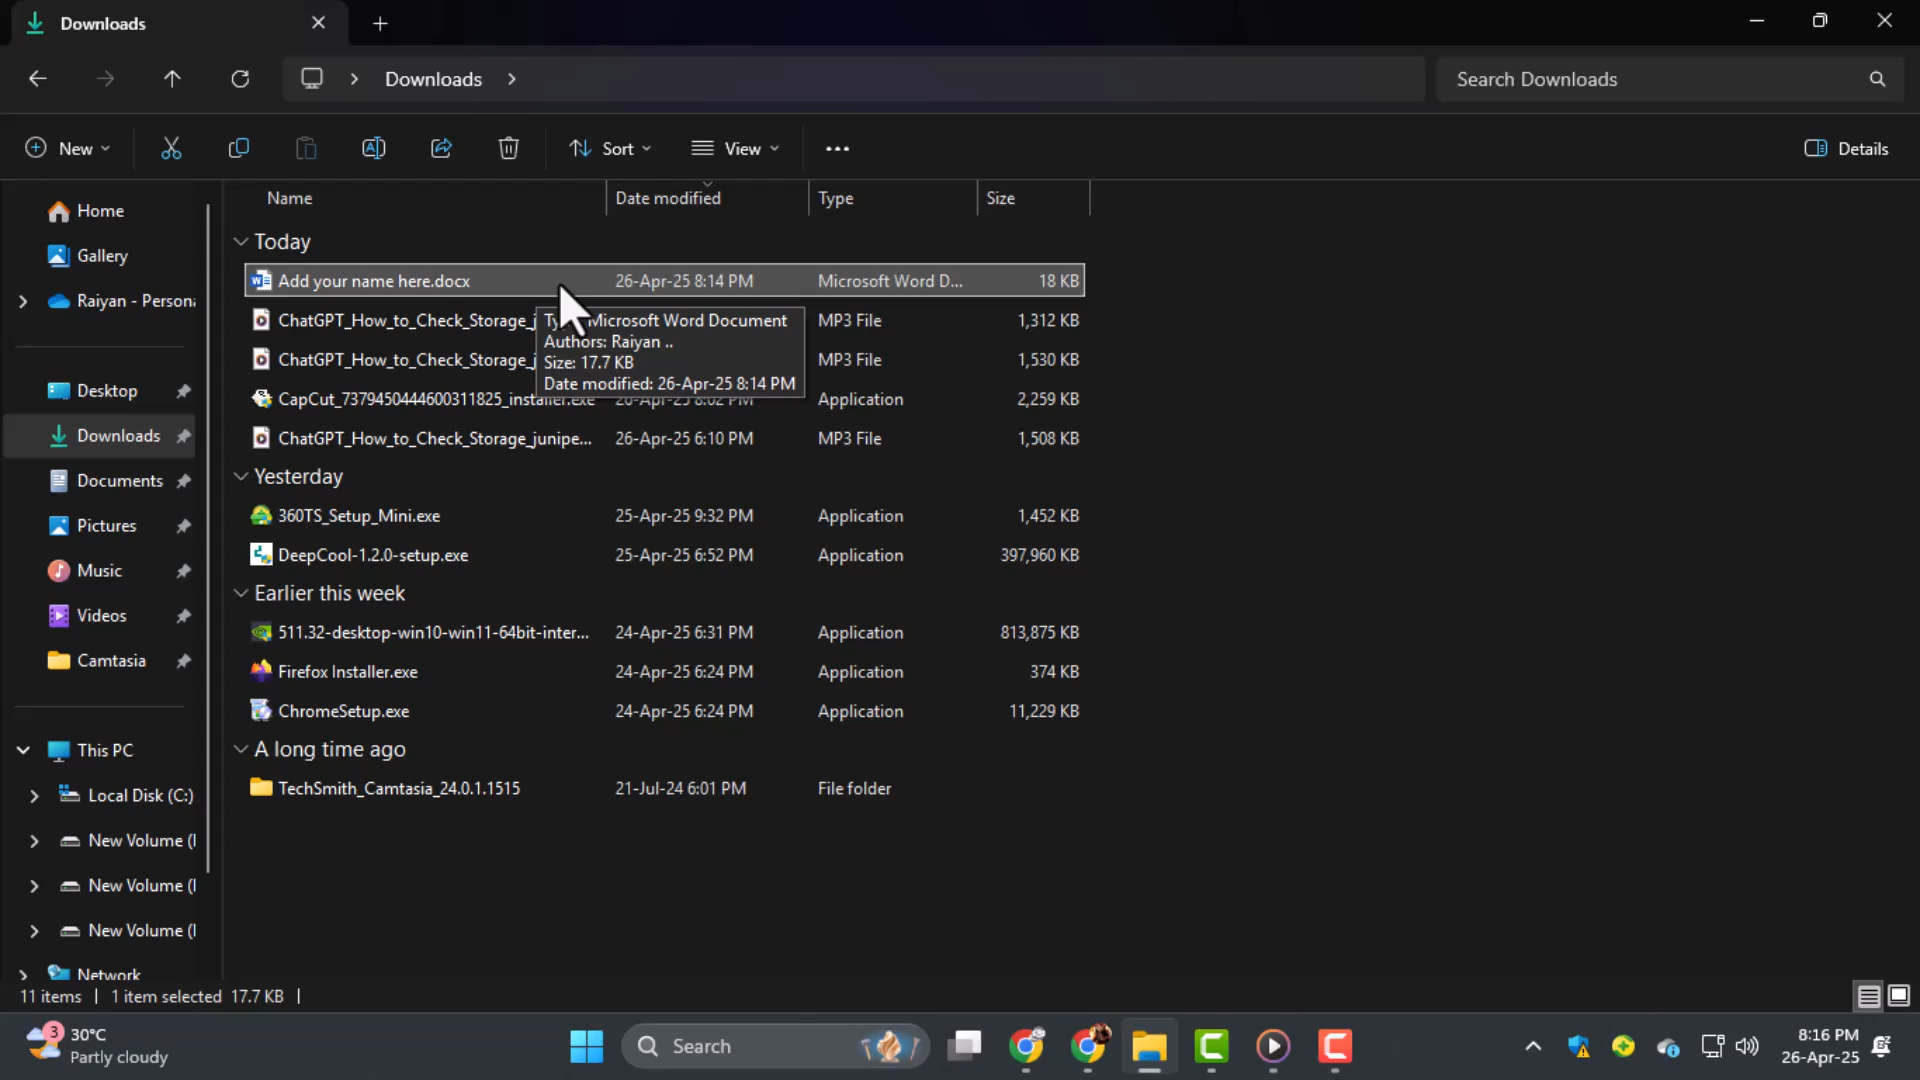 Downloads
Downloads
Search Downloads
New
Sort
View
Details
Name
Date modified
Type
Size
Home
Gallery
Raiyan - Persona
Desktop
Downloads
Documents
Pictures
Music
Videos
Camtasia
This PC
Local Disk (C:)
New Volume (
New Volume (
New Volume (
Network
Today
Add your name here.docx 26-Apr-25 8:14 PM Microsoft Word D... 18 KB
ChatGPT_How_to_Check_Storage_j MP3 File 1,312 KB
ChatGPT_How_to_Check_Storage_j MP3 File 1,530 KB
CapCut_7379450444600311825_installer.exe 26-Apr-25 8:02 PM Application 2,259 KB
ChatGPT_How_to_Check_Storage_junipe... 26-Apr-25 6:10 PM MP3 File 1,508 KB
Microsoft Word Document
Authors: Raiyan ..
Size: 17.7 KB
Date modified: 26-Apr-25 8:14 PM
Yesterday
360TS_Setup_Mini.exe 25-Apr-25 9:32 PM Application 1,452 KB
DeepCool-1.2.0-setup.exe 25-Apr-25 6:52 PM Application 397,960 KB
Earlier this week
511.32-desktop-win10-win11-64bit-inter... 24-Apr-25 6:31 PM Application 813,875 KB
Firefox Installer.exe 24-Apr-25 6:24 PM Application 374 KB
ChromeSetup.exe 24-Apr-25 6:24 PM Application 11,229 KB
A long time ago
TechSmith_Camtasia_24.0.1.1515 21-Jul-24 6:01 PM File folder
11 items 1 item selected 17.7 KB
3
30°C
Partly cloudy
Search
8:16 PM
26-Apr-25